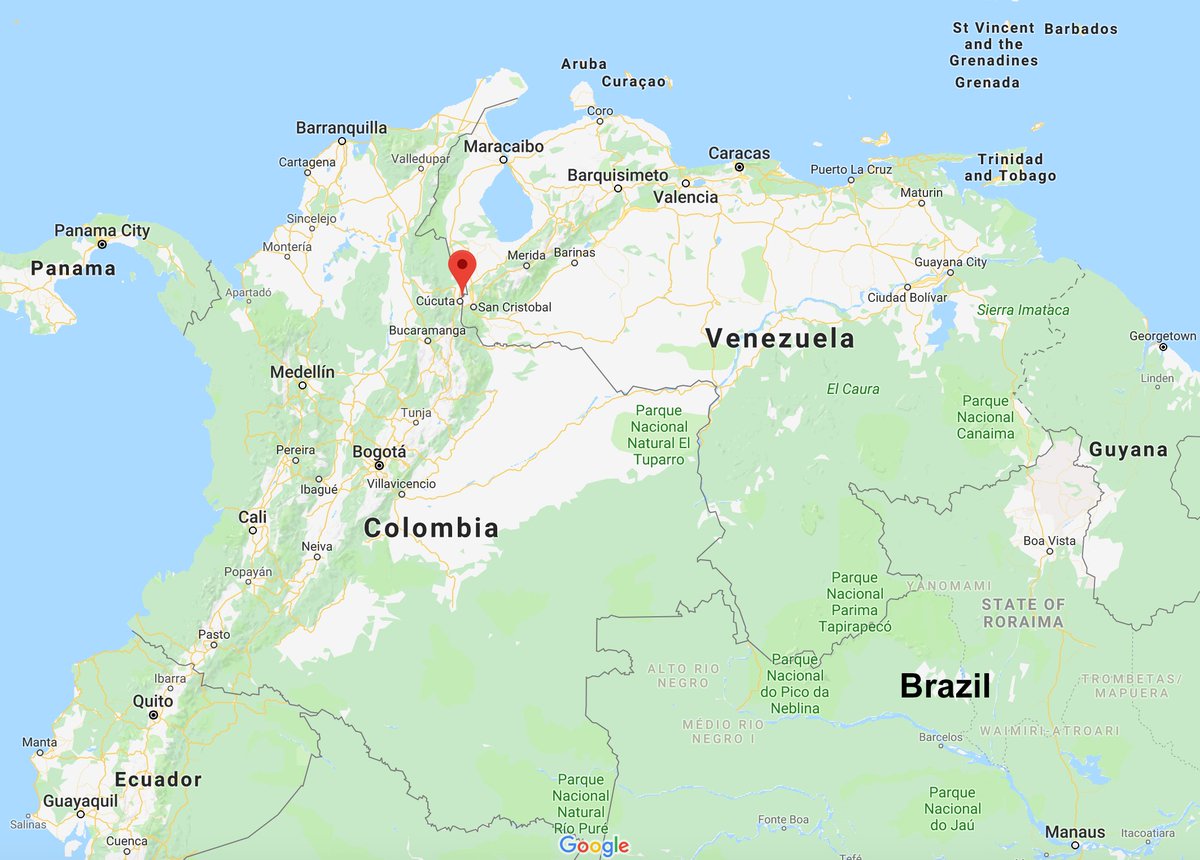 St Vincent
and the
Grenadines
Barbados
Grenada
Aruba
Curaçao
Coro
Barranquilla
Cartagena
Valledupar
Maracaibo
Barquisimeto
Valencia
Caracas
Puerto La Cruz
Maturin
Trinidad
and Tobago
Sincelejo
Montería
Panama City
Panama
Apartadó
Merida
Barinas
Cúcuta
San Cristobal
Guayana City
Ciudad Bolívar
Sierra Imataca
Bucaramanga
Venezuela
Georgetown
Linden
Medellín
El Caura
Tunja
Parque
Nacional
Natural El
Tuparro
Parque
Nacional
Canaima
Guyana
Pereira
Bogotá
Ibagué
Villavicencio
Cali
Colombia
Neiva
Boa Vista
Popayán
Parque
Nacional
Parima
Tapirapecó
YANOMAMI
STATE OF
RORAIMA
Pasto
Ibarra
Quito
ALTO RIO
NEGRO
Parque
Nacional
do Pico da
Neblina
Brazil
TROMBETAS/
MAPUERA
MÉDIO RIO
NEGRO I
WAIMIRI-ATROARI
Barcelos
Manta
Ecuador
Guayaquil
Salinas
Cuenca
Parque
Nacional
Natural
Río Puré
Google
Parque
Nacional
do Jaú
Fonte Boa
Manaus
Itacoatiara
Tefé